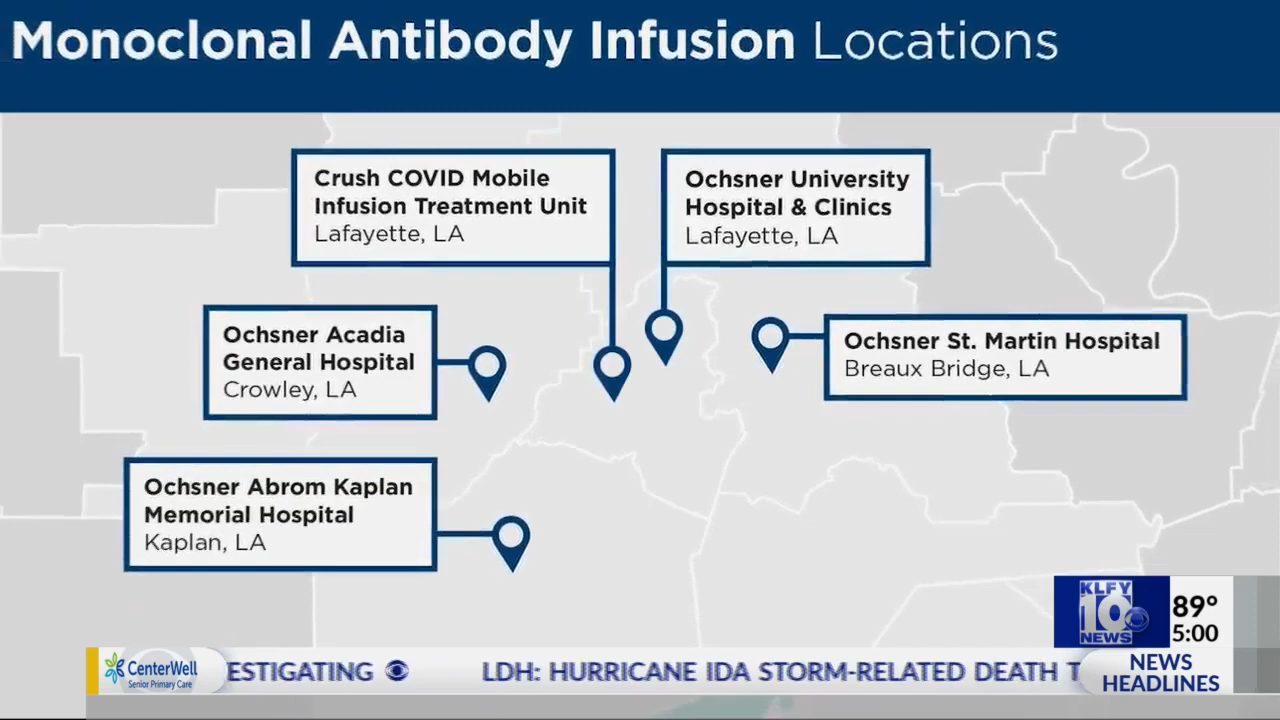 Monoclonal Antibody Infusion Locations
Crush COVID Mobile
Infusion Treatment Unit
Lafayette, LA
Ochsner University
Hospital & Clinics
Lafayette, LA
Ochsner Acadia
General Hospital
Crowley, LA
Ochsner St. Martin Hospital
Breaux Bridge, LA
Ochsner Abrom Kaplan
Memorial Hospital
Kaplan, LA
KLFY
10
NEWS
89°
5:00
CenterWell
Senior Primary Care
ESTIGATING
LDH: HURRICANE IDA STORM-RELATED DEATH T
NEWS
HEADLINES